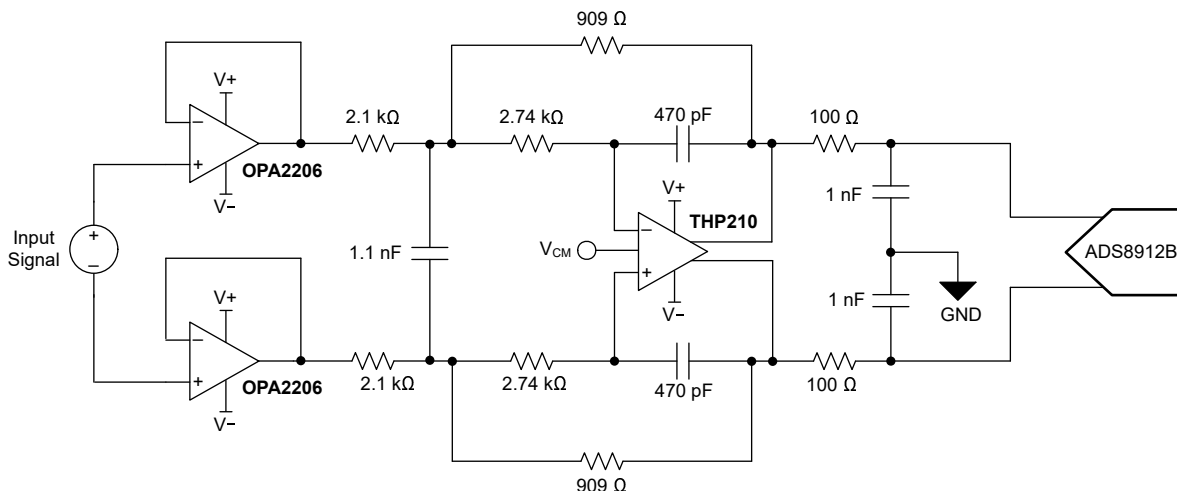 909 Ω
V+
2.1 kΩ
2.74 kΩ
470 pF
100 Ω
−
+
OPA2206
V−
1 nF
V+
THP210
Input
Signal
+
−
1.1 nF
VCM
−
+
ADS8912B
V−
1 nF
GND
V+
−
+
OPA2206
V−
2.1 kΩ
2.74 kΩ
470 pF
100 Ω
909 Ω